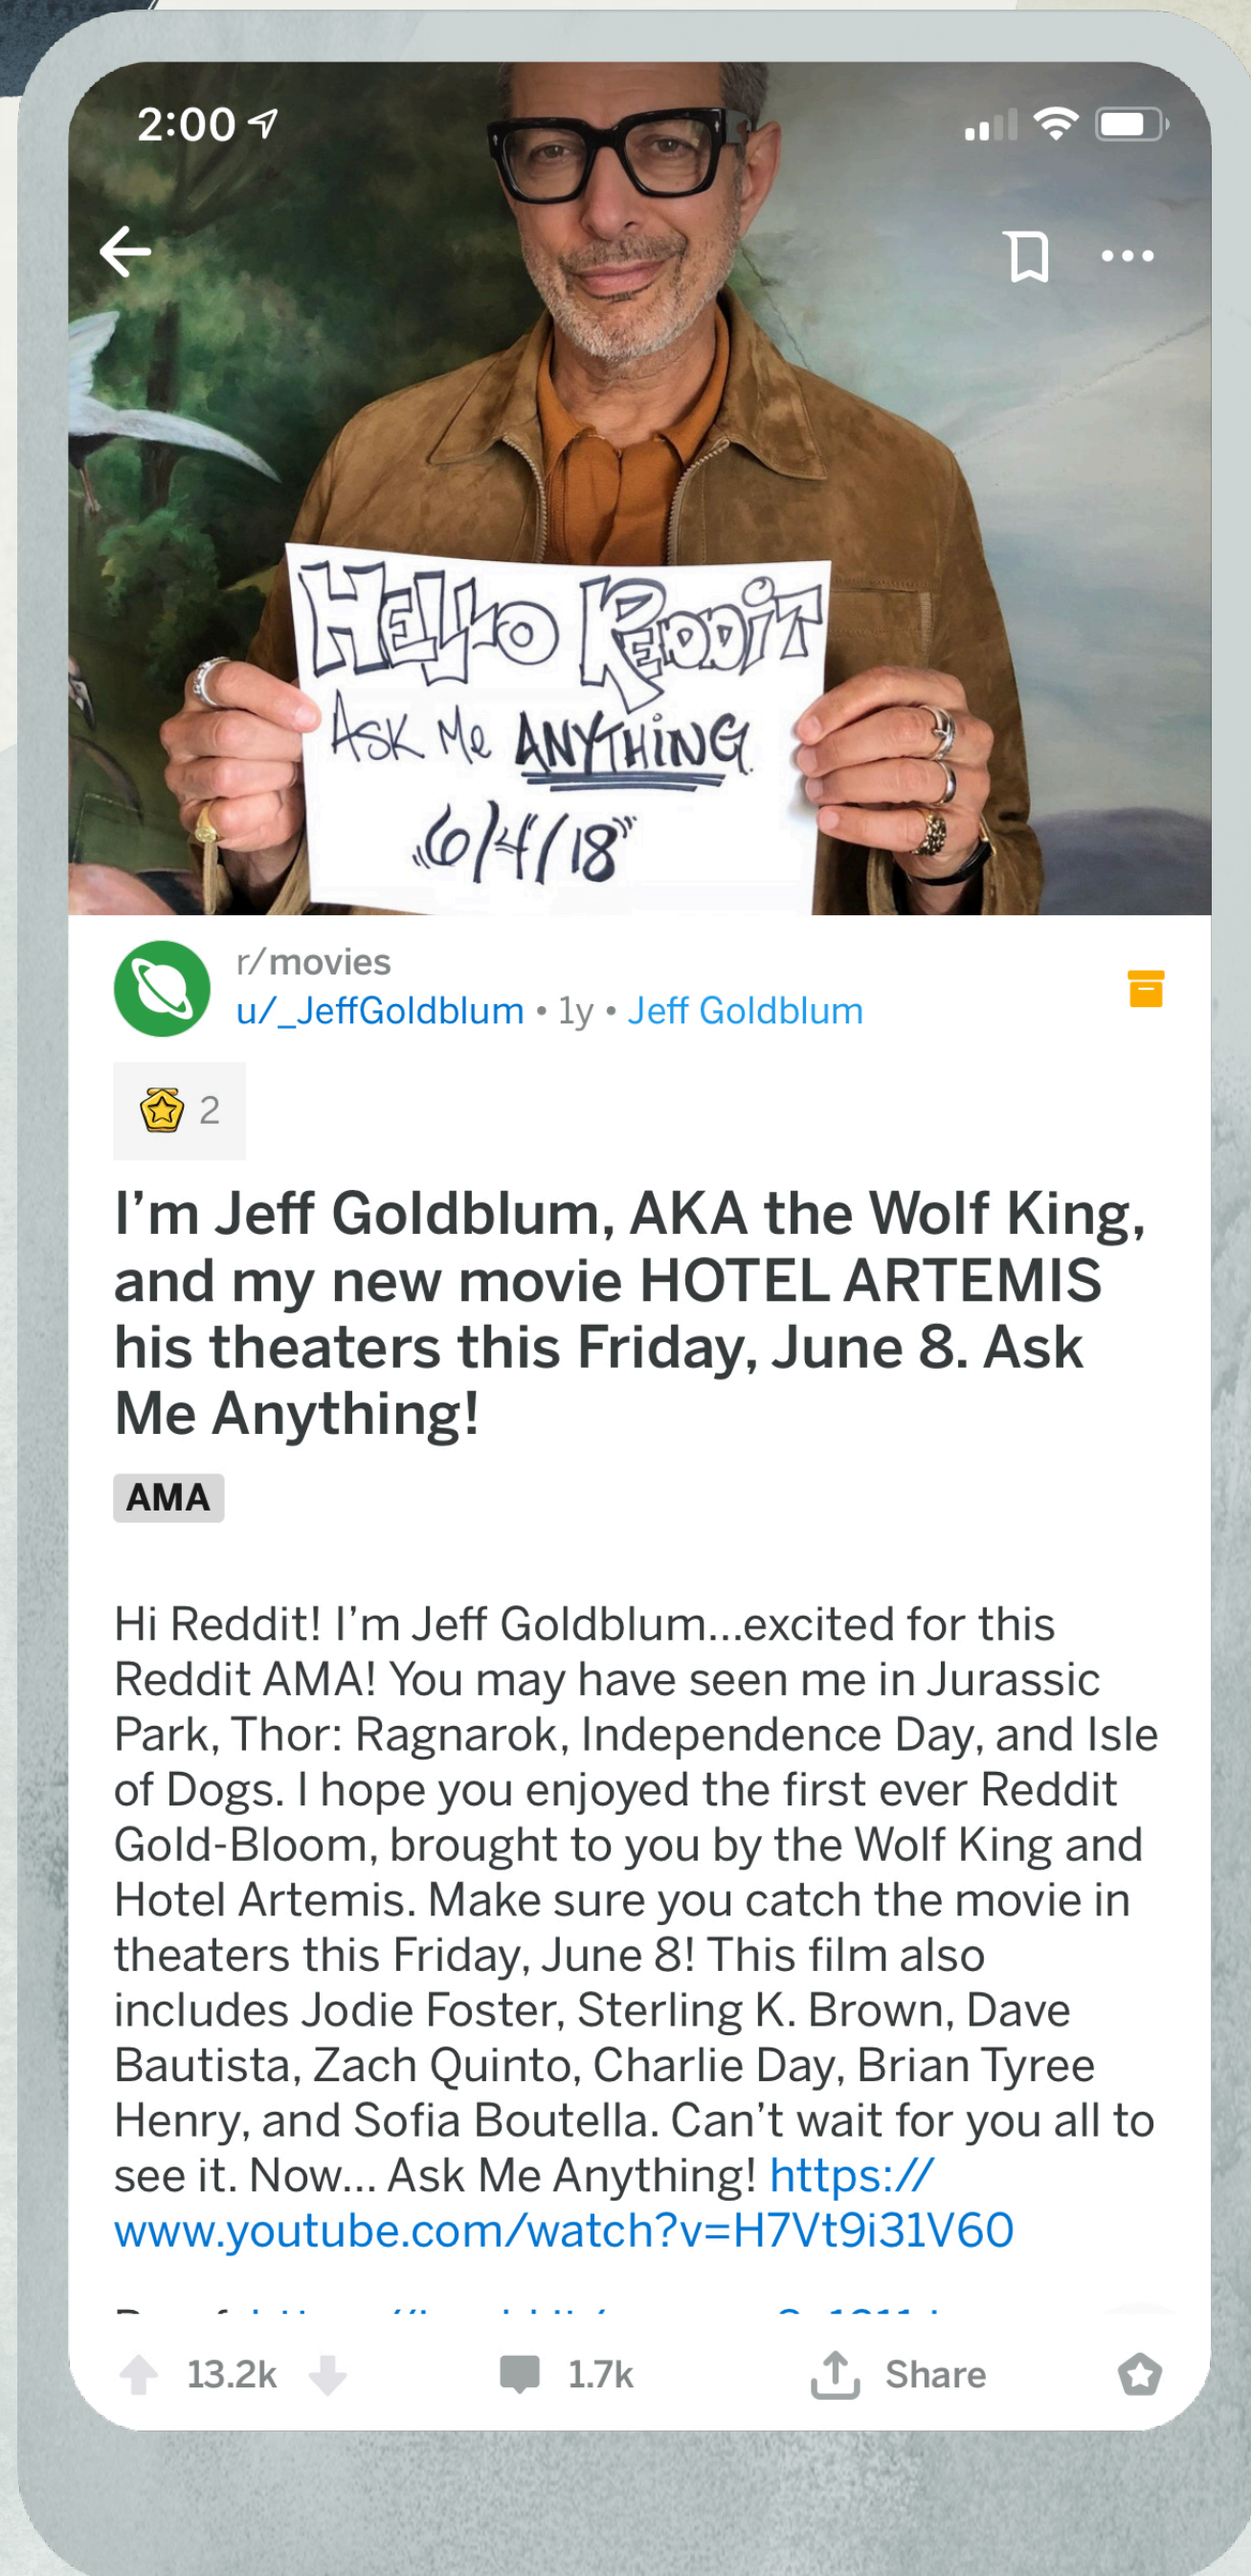 2:00
HELLO REDDIT
ASK Me ANYTHING
6/4/18
r/movies
u/_JeffGoldblum • 1y • Jeff Goldblum
2
I’m Jeff Goldblum, AKA the Wolf King,
and my new movie HOTEL ARTEMIS
his theaters this Friday, June 8. Ask
Me Anything!
AMA
Hi Reddit! I’m Jeff Goldblum...excited for this
Reddit AMA! You may have seen me in Jurassic
Park, Thor: Ragnarok, Independence Day, and Isle
of Dogs. I hope you enjoyed the first ever Reddit
Gold-Bloom, brought to you by the Wolf King and
Hotel Artemis. Make sure you catch the movie in
theaters this Friday, June 8! This film also
includes Jodie Foster, Sterling K. Brown, Dave
Bautista, Zach Quinto, Charlie Day, Brian Tyree
Henry, and Sofia Boutella. Can’t wait for you all to
see it. Now... Ask Me Anything! https://
www.youtube.com/watch?v=H7Vt9i31V60
13.2k 1.7k Share